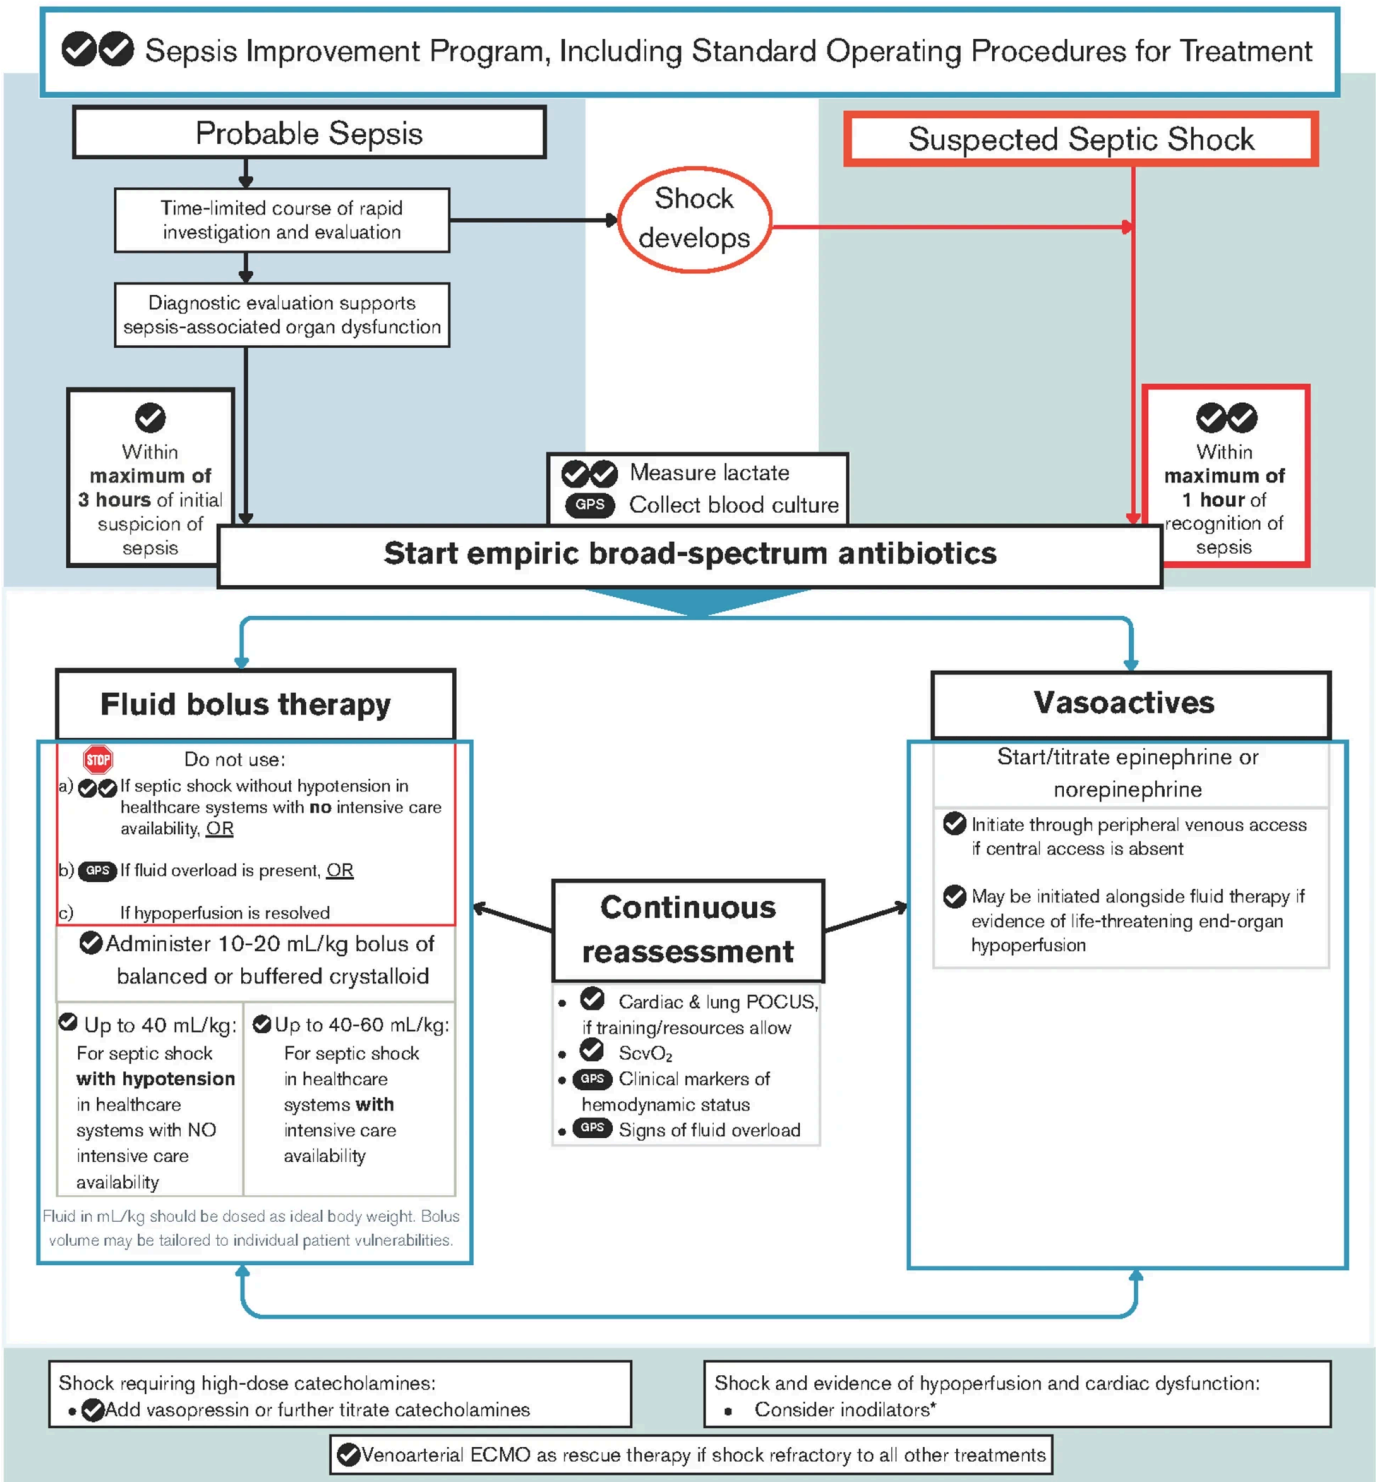 Sepsis Improvement Program, Including Standard Operating Procedures for Treatment
Probable Sepsis
Suspected Septic Shock
Time-limited course of rapid
investigation and evaluation
Shock
develops
Diagnostic evaluation supports
sepsis-associated organ dysfunction
Within
maximum of
3 hours of initial
suspicion of
sepsis
Measure lactate
GPS Collect blood culture
Within
maximum of
1 hour of
recognition of
sepsis
Start empiric broad-spectrum antibiotics
Fluid bolus therapy
STOP Do not use:
a) If septic shock without hypotension in
healthcare systems with no intensive care
availability, OR
b) GPS If fluid overload is present, OR
c) If hypoperfusion is resolved
Administer 10-20 mL/kg bolus of
balanced or buffered crystalloid
Up to 40 mL/kg:
For septic shock
with hypotension
in healthcare
systems with NO
intensive care
availability
Up to 40-60 mL/kg:
For septic shock
in healthcare
systems with
intensive care
availability
Fluid in mL/kg should be dosed as ideal body weight. Bolus
volume may be tailored to individual patient vulnerabilities.
Continuous
reassessment
• Cardiac & lung POCUS,
if training/resources allow
• ScvO₂
• GPS Clinical markers of
hemodynamic status
• GPS Signs of fluid overload
Vasoactives
Start/titrate epinephrine or
norepinephrine
Initiate through peripheral venous access
if central access is absent
May be initiated alongside fluid therapy if
evidence of life-threatening end-organ
hypoperfusion
Shock requiring high-dose catecholamines:
• Add vasopressin or further titrate catecholamines
Shock and evidence of hypoperfusion and cardiac dysfunction:
• Consider inodilators*
Venoarterial ECMO as rescue therapy if shock refractory to all other treatments